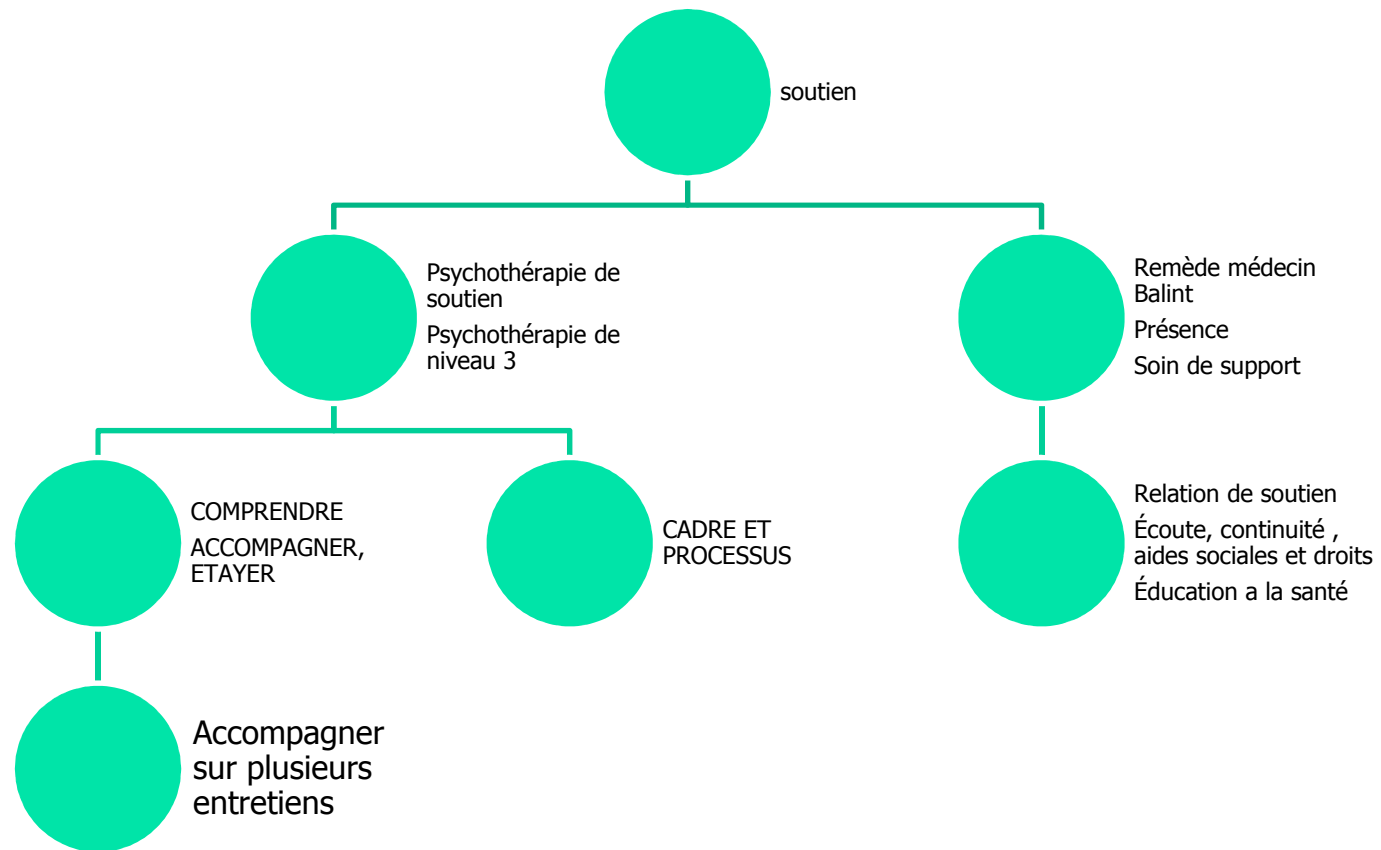 soutien
Psychothérapie de
soutien
Psychothérapie de
niveau 3
Remède médecin
Balint
Présence
Soin de support
COMPRENDRE
ACCOMPAGNER,
ETAYER
CADRE ET
PROCESSUS
Relation de soutien
Écoute, continuité ,
aides sociales et droits
Éducation a la santé
Accompagner
sur plusieurs
entretiens